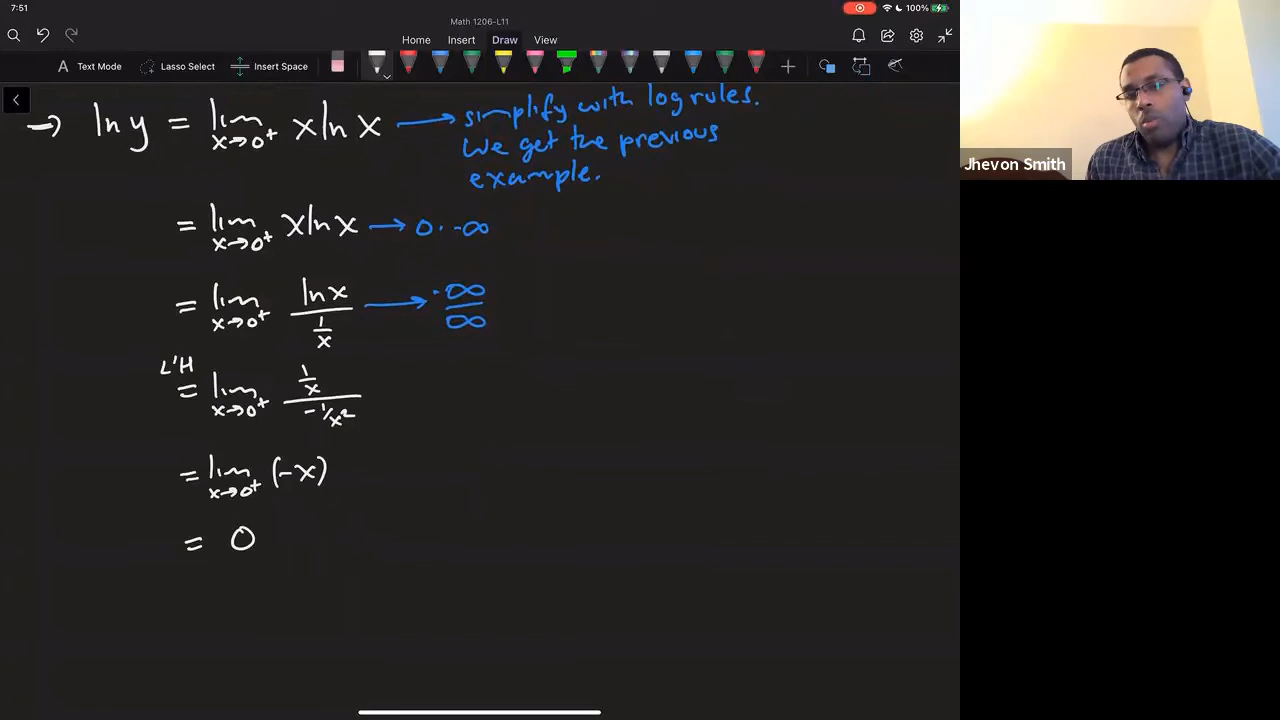 7:51
100%
Math 1206-L11
Home Insert Draw View
Text Mode Lasso Select Insert Space
→ ln y = lim x→0⁺ x ln x → simplify with log rules.
We get the previous
example.
= lim x→0⁺ x ln x → 0·-∞
= lim x→0⁺ ln x / (1/x) → -∞/∞
L'H
= lim x→0⁺ (1/x) / (-1/x²)
= lim x→0⁺ (-x)
= 0
Jhevon Smith